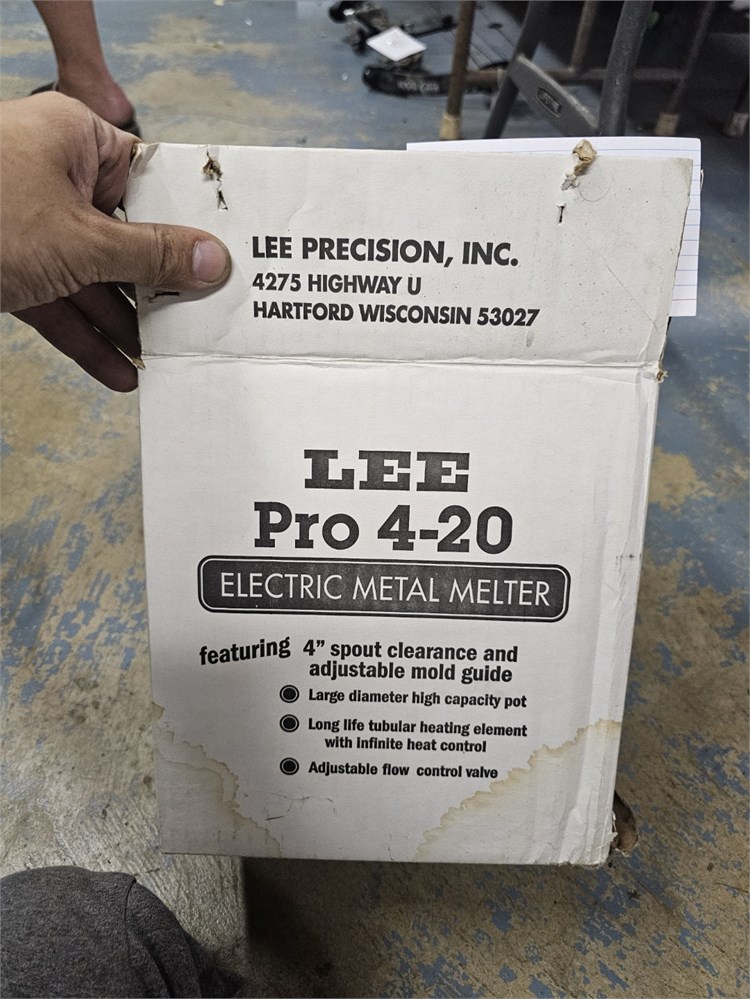 LEE PRECISION, INC.
4275 HIGHWAY U
HARTFORD WISCONSIN 53027
LEE
Pro 4-20
ELECTRIC METAL MELTER
featuring 4” spout clearance and
adjustable mold guide
Large diameter high capacity pot
Long life tubular heating element
with infinite heat control
Adjustable flow control valve